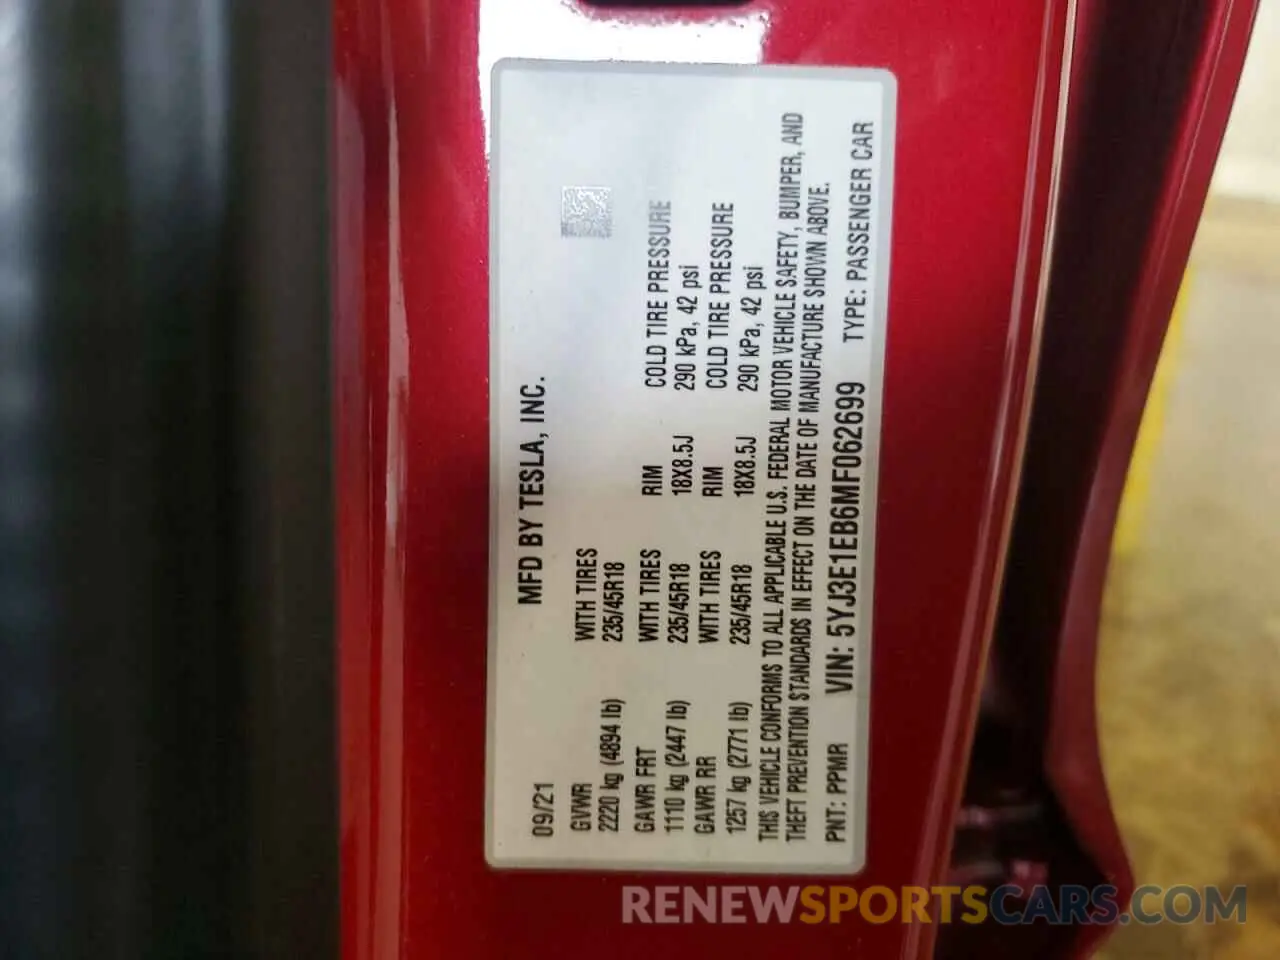 09/21 MFD BY TESLA, INC.
GVWR WITH TIRES
2220 kg (4894 lb) 235/45R18
GAWR FRT WITH TIRES RIM COLD TIRE PRESSURE
1110 kg (2447 lb) 235/45R18 18X8.5J 290 kPa, 42 psi
GAWR RR WITH TIRES RIM COLD TIRE PRESSURE
1257 kg (2771 lb) 235/45R18 18X8.5J 290 kPa, 42 psi
THIS VEHICLE CONFORMS TO ALL APPLICABLE U.S. FEDERAL MOTOR VEHICLE SAFETY, BUMPER, AND
THEFT PREVENTION STANDARDS IN EFFECT ON THE DATE OF MANUFACTURE SHOWN ABOVE.
PNT: PPMR VIN: 5YJ3E1EB6MF062699 TYPE: PASSENGER CAR
RENEWSPORTSCARS.COM